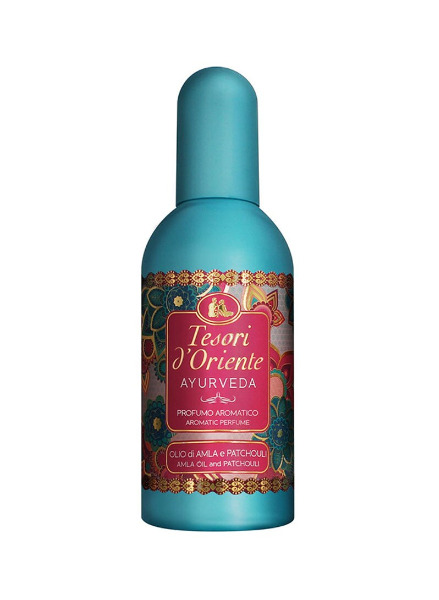 Tesori
d'Oriente
AYURVEDA
PROFUMO AROMATICO
AROMATIC PERFUME
OLIO di AMLA e PATCHOULI
AMLA OIL and PATCHOULI